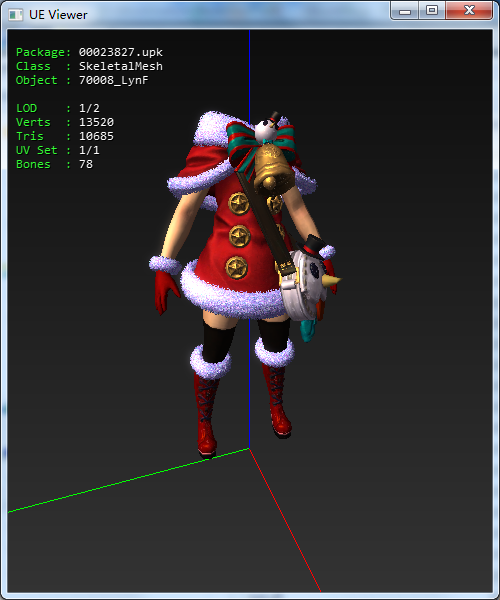 UE Viewer
Package: 00023827.upk
Class : SkeletalMesh
Object : 70008_LynF
LOD : 1/2
Verts : 13520
Tris : 10685
UV Set : 1/1
Bones : 78